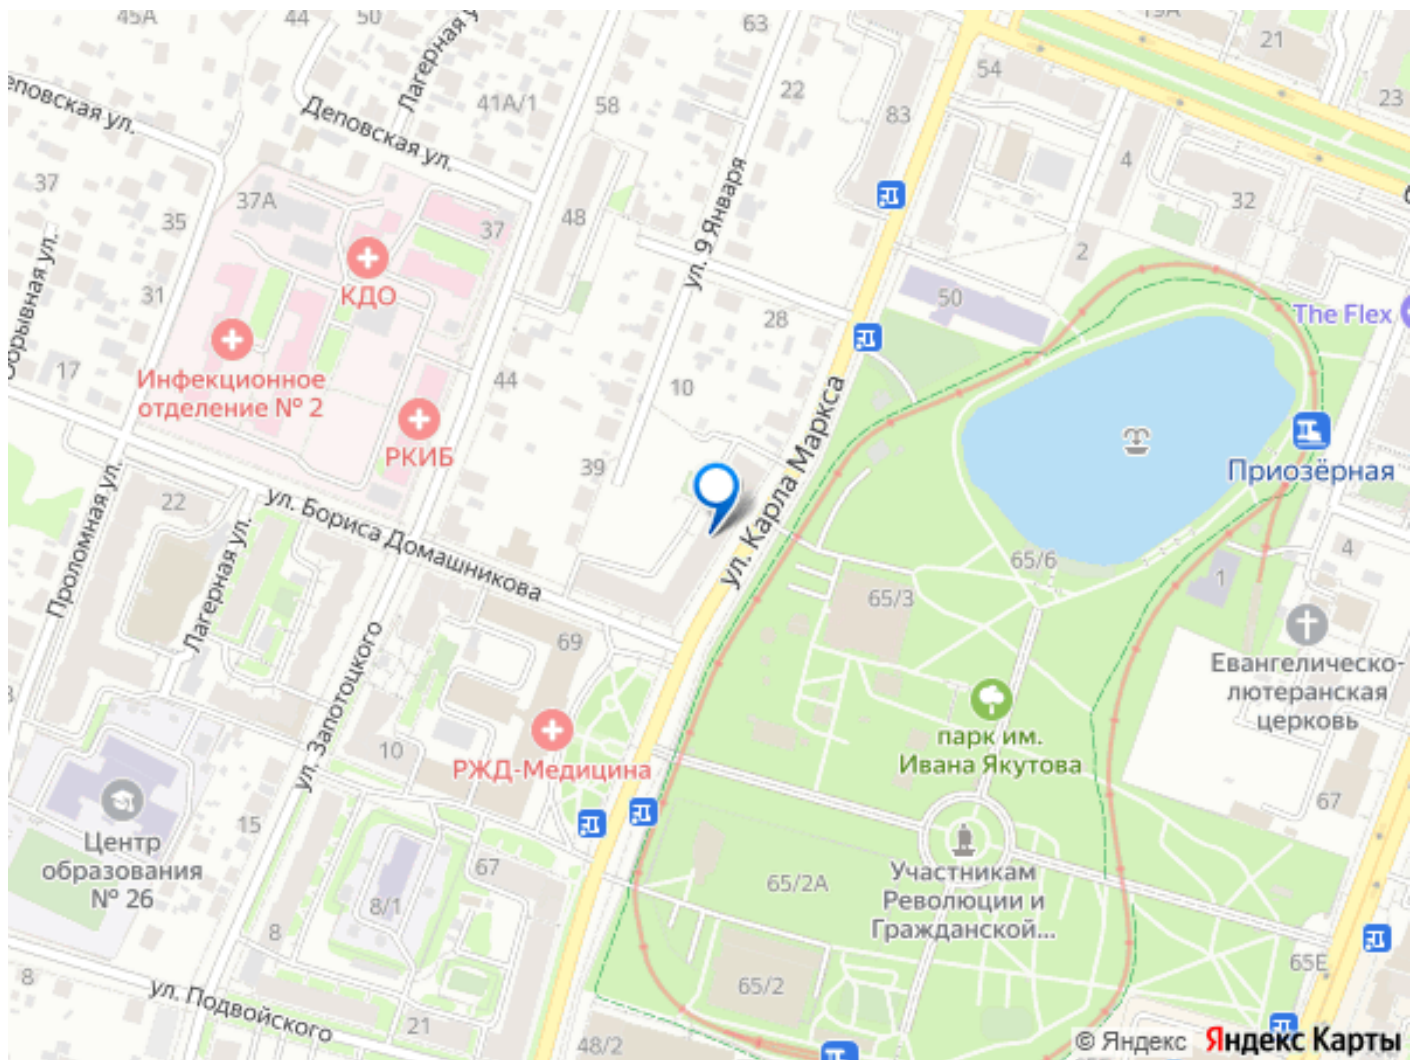 45А
44
50
63
19А
21
Лагерная у
54
22
23
еповская ул.
41А/1
58
83
Деповская ул.
4
37
37А
35
48
ул. 9 Января
32
37
2
КДО
50
31
28
The Flex
17
Инфекционное
отделение № 2
44
10
РКИБ
ул. Карла Маркса
39
Приозёрная
22
ул. Бориса Домашникова
Проломная ул.
Лагерная ул.
65/6
4
65/3
1
69
ул. Запотоцкого
Евангелическо-
лютеранская
церковь
парк им.
Ивана Якутова
10
РЖД-Медицина
67
15
Центр
образования
№ 26
67
8/1
65/2А
Участникам
Революции и
Гражданской...
8
65Е
8
ул. Подвойского
65/2
21
48/2
© Яндекс
Яндекс Карты